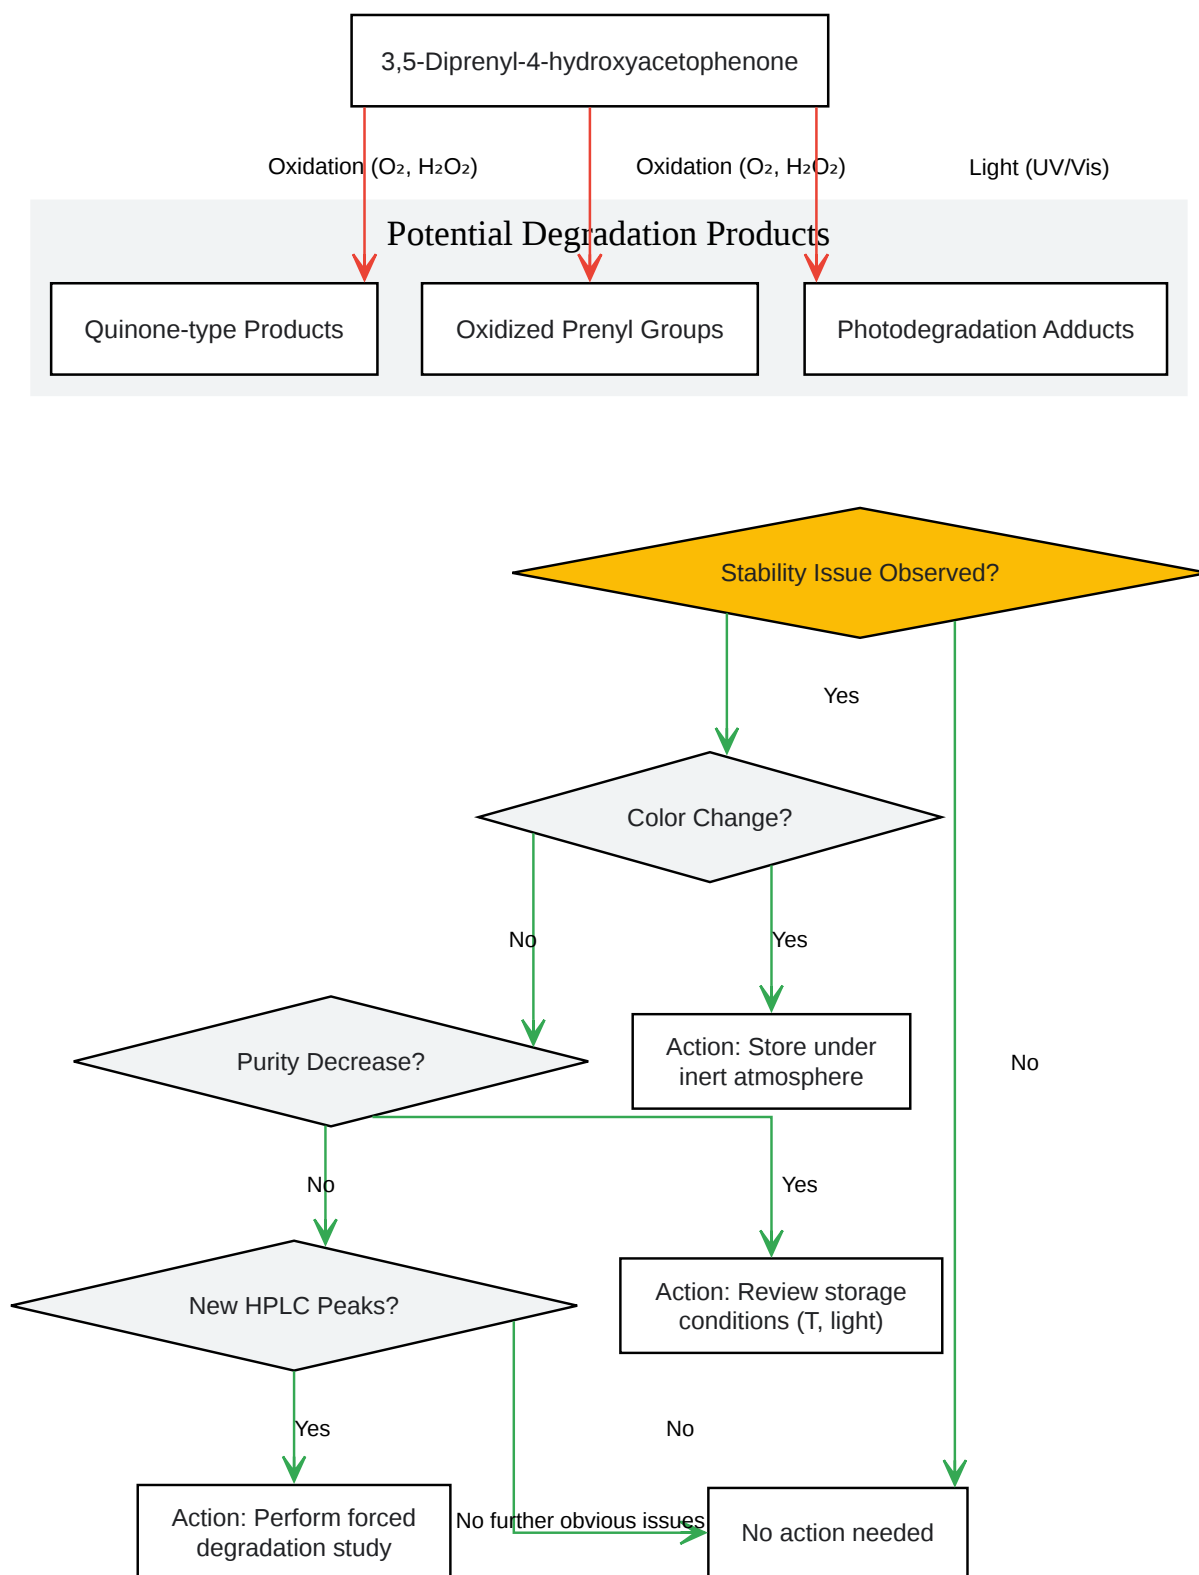 3,5-Diprenyl-4-hydroxyacetophenone
Oxidation (O₂, H₂O₂)
Oxidation (O₂, H₂O₂)
Light (UV/Vis)
Potential Degradation Products
Quinone-type Products
Oxidized Prenyl Groups
Photodegradation Adducts
Stability Issue Observed?
Yes
Color Change?
No
Yes
Action: Store under
inert atmosphere
Purity Decrease?
No
No
Yes
New HPLC Peaks?
Action: Review storage
conditions (T, light)
Yes
No
Action: Perform forced
degradation study
No further obvious issues
No action needed